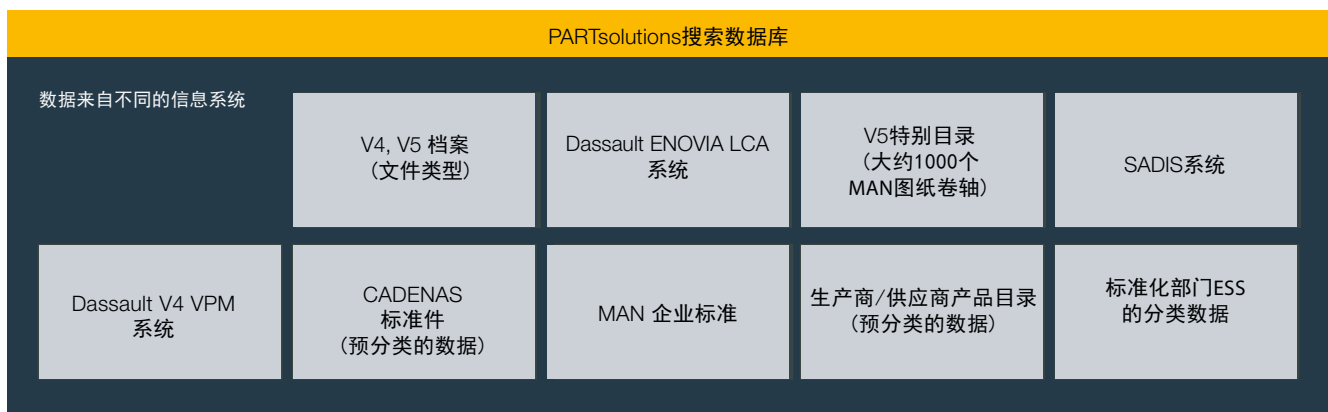 PARTsolutions搜索数据库
数据来自不同的信息系统
V4, V5 档案
(文件类型)
Dassault ENOVIA LCA
系统
V5特别目录
(大约1000个
MAN图纸卷轴)
SADIS系统
Dassault V4 VPM
系统
CADENAS
标准件
(预分类的数据)
MAN 企业标准
生产商/供应商产品目录
(预分类的数据)
标准化部门ESS
的分类数据